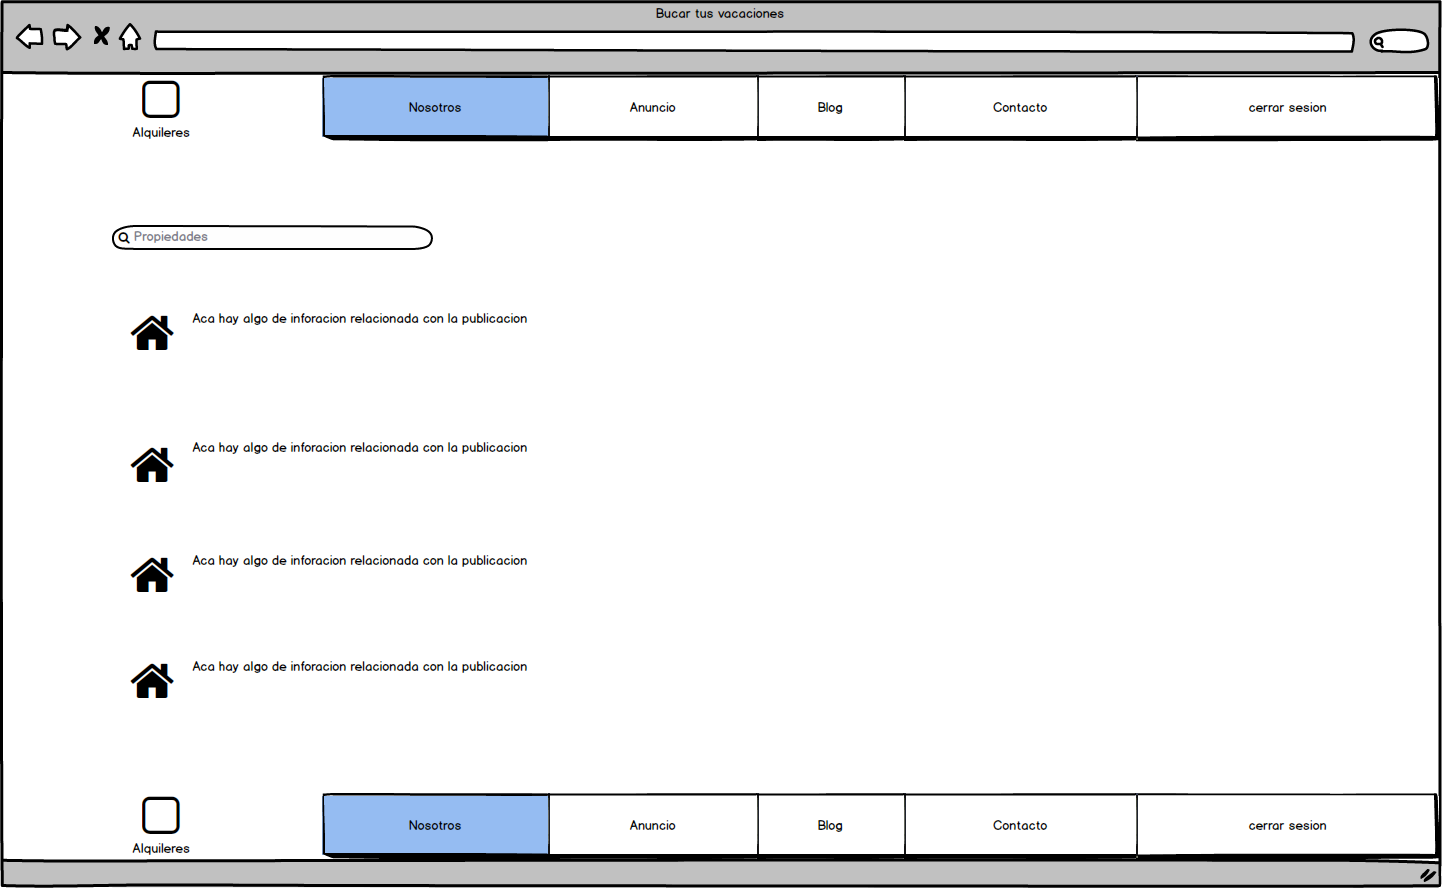 Bucar tus vacaciones
Nosotros Anuncio Blog Contacto cerrar sesion
Alquileres
Propiedades
Aca hay algo de inforacion relacionada con la publicacion
Aca hay algo de inforacion relacionada con la publicacion
Aca hay algo de inforacion relacionada con la publicacion
Aca hay algo de inforacion relacionada con la publicacion
Nosotros Anuncio Blog Contacto cerrar sesion
Alquileres